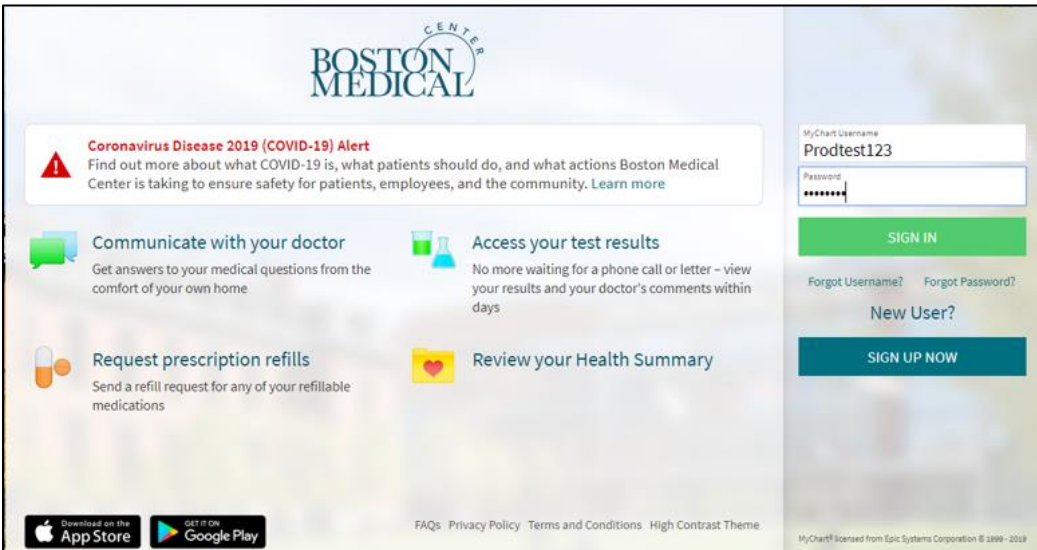 CENTER
BOSTON
MEDICAL
Coronavirus Disease 2019 (COVID-19) Alert
Find out more about what COVID-19 is, what patients should do, and what actions Boston Medical
Center is taking to ensure safety for patients, employees, and the community. Learn more
Communicate with your doctor
Get answers to your medical questions from the
comfort of your own home
Access your test results
No more waiting for a phone call or letter – view
your results and your doctor's comments within
days
Request prescription refills
Send a refill request for any of your refillable
medications
Review your Health Summary
MyChart Username
Prodtest123
Password
••••••••
SIGN IN
Forgot Username? Forgot Password?
New User?
SIGN UP NOW
Download on the
App Store
GET IT ON
Google Play
FAQs Privacy Policy Terms and Conditions High Contrast Theme
MyChart® licensed from Epic Systems Corporation © 1999 - 2019